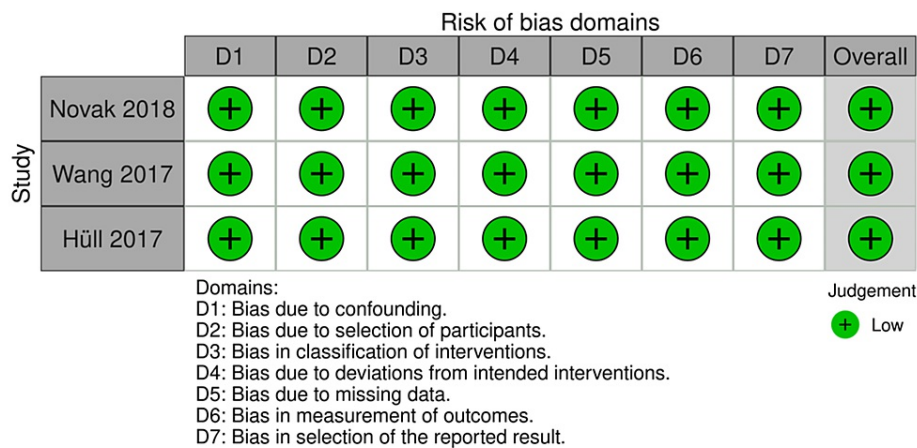 Risk of bias domains
D1 D2 D3 D4 D5 D6 D7 Overall
Study
Novak 2018 + + + + + + + +
Wang 2017 + + + + + + + +
Hüll 2017 + + + + + + + +
Domains:
D1: Bias due to confounding.
D2: Bias due to selection of participants.
D3: Bias in classification of interventions.
D4: Bias due to deviations from intended interventions.
D5: Bias due to missing data.
D6: Bias in measurement of outcomes.
D7: Bias in selection of the reported result.
Judgement
+ Low